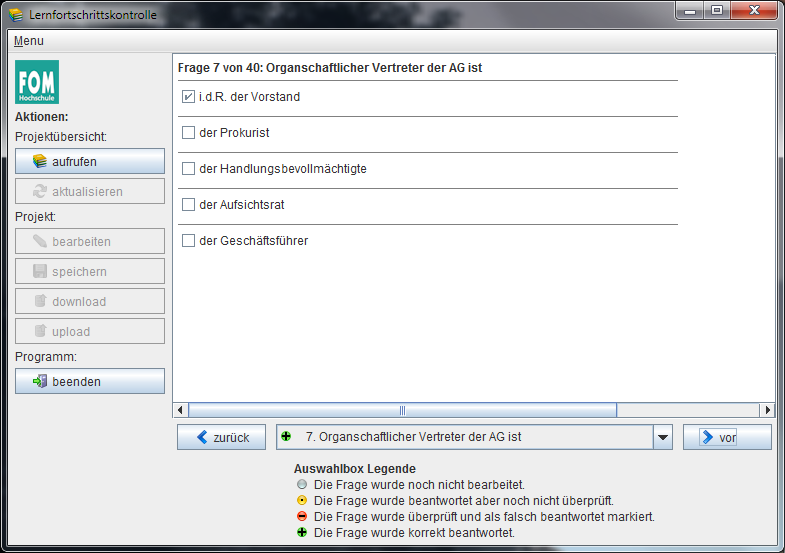 Lernfortschrittskontrolle
Menu
FOM
Hochschule
Aktionen:
Projektübersicht:
aufrufen
aktualisieren
Projekt:
bearbeiten
speichern
download
upload
Programm:
beenden
Frage 7 von 40: Organschaftlicher Vertreter der AG ist
i.d.R. der Vorstand
der Prokurist
der Handlungsbevollmächtigte
der Aufsichtsrat
der Geschäftsführer
zurück
7. Organschaftlicher Vertreter der AG ist
vor
Auswahlbox Legende
Die Frage wurde noch nicht bearbeitet.
Die Frage wurde beantwortet aber noch nicht überprüft.
Die Frage wurde überprüft und als falsch beantwortet markiert.
Die Frage wurde korrekt beantwortet.